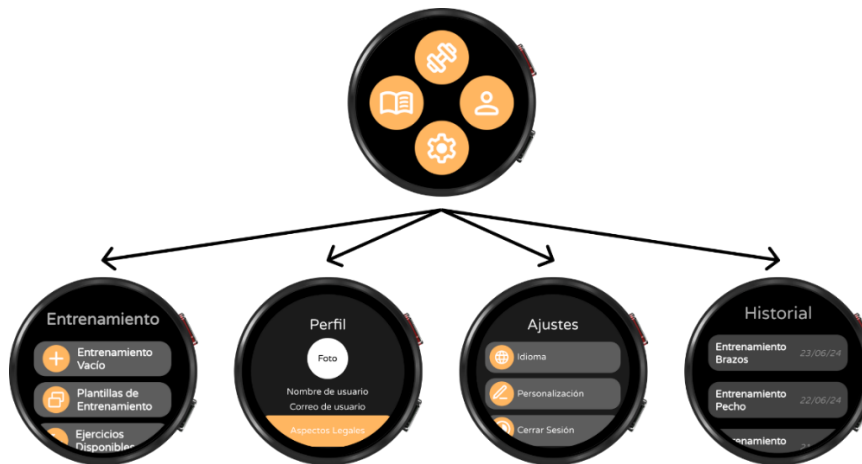 Entrenamiento
Entrenamiento
Vacío
Plantillas de
Entrenamiento
Ejercicios
Disponibles
Perfil
Foto
Nombre de usuario
Correo de usuario
Aspectos Legales
Ajustes
Idioma
Personalización
Cerrar Sesión
Historial
Entrenamiento
Brazos
23/06/24
Entrenamiento
Pecho
22/06/24